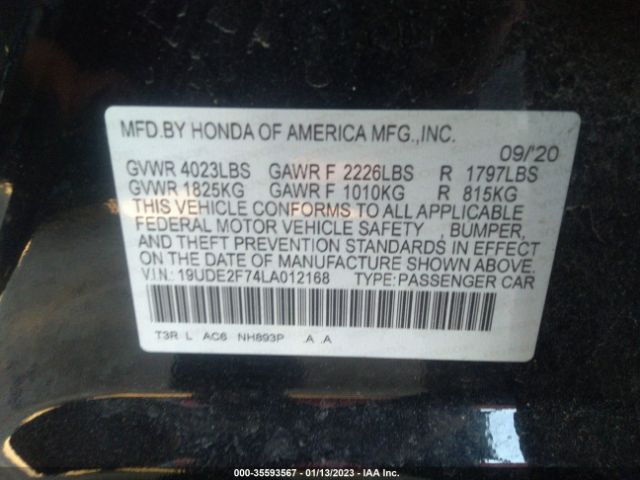 MFD.BY HONDA OF AMERICA MFG.,INC.
09/'20
GVWR 4023LBS GAWR F 2226LBS R 1797LBS
GVWR 1825KG GAWR F 1010KG R 815KG
THIS VEHICLE CONFORMS TO ALL APPLICABLE
FEDERAL MOTOR VEHICLE SAFETY BUMPER,
AND THEFT PREVENTION STANDARDS IN EFFECT
ON THE DATE OF MANUFACTURE SHOWN ABOVE.
V.I.N.: 19UDE2F74LA012168 TYPE:PASSENGER CAR
T3R L AC6 NH893P .A .A
000-35593567 - 01/13/2023 - IAA Inc.